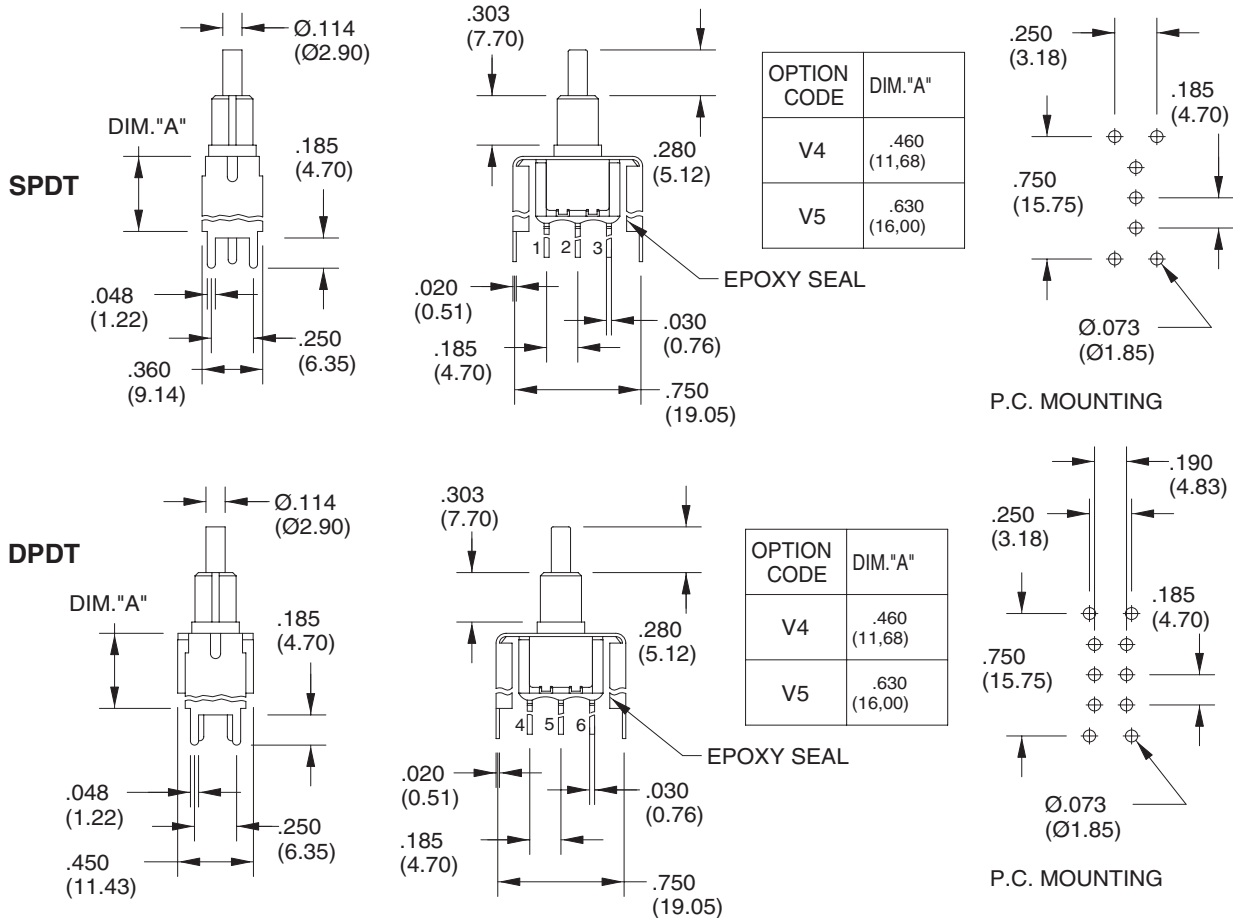 SPDT
Ø.114
(Ø2.90)
DIM."A"
.185
(4.70)
.048
(1.22)
.250
(6.35)
.360
(9.14)
.303
(7.70)
.280
(5.12)
1 2 3
EPOXY SEAL
.020
(0.51)
.030
(0.76)
.185
(4.70)
.750
(19.05)
OPTION CODE DIM."A"
V4 .460 (11,68)
V5 .630 (16,00)
.250
(3.18)
.185
(4.70)
.750
(15.75)
Ø.073
(Ø1.85)
P.C. MOUNTING
DPDT
Ø.114
(Ø2.90)
DIM."A"
.185
(4.70)
.048
(1.22)
.250
(6.35)
.450
(11.43)
.303
(7.70)
.280
(5.12)
4 5 6
EPOXY SEAL
.020
(0.51)
.030
(0.76)
.185
(4.70)
.750
(19.05)
OPTION CODE DIM."A"
V4 .460 (11,68)
V5 .630 (16,00)
.190
(4.83)
.250
(3.18)
.185
(4.70)
.750
(15.75)
Ø.073
(Ø1.85)
P.C. MOUNTING